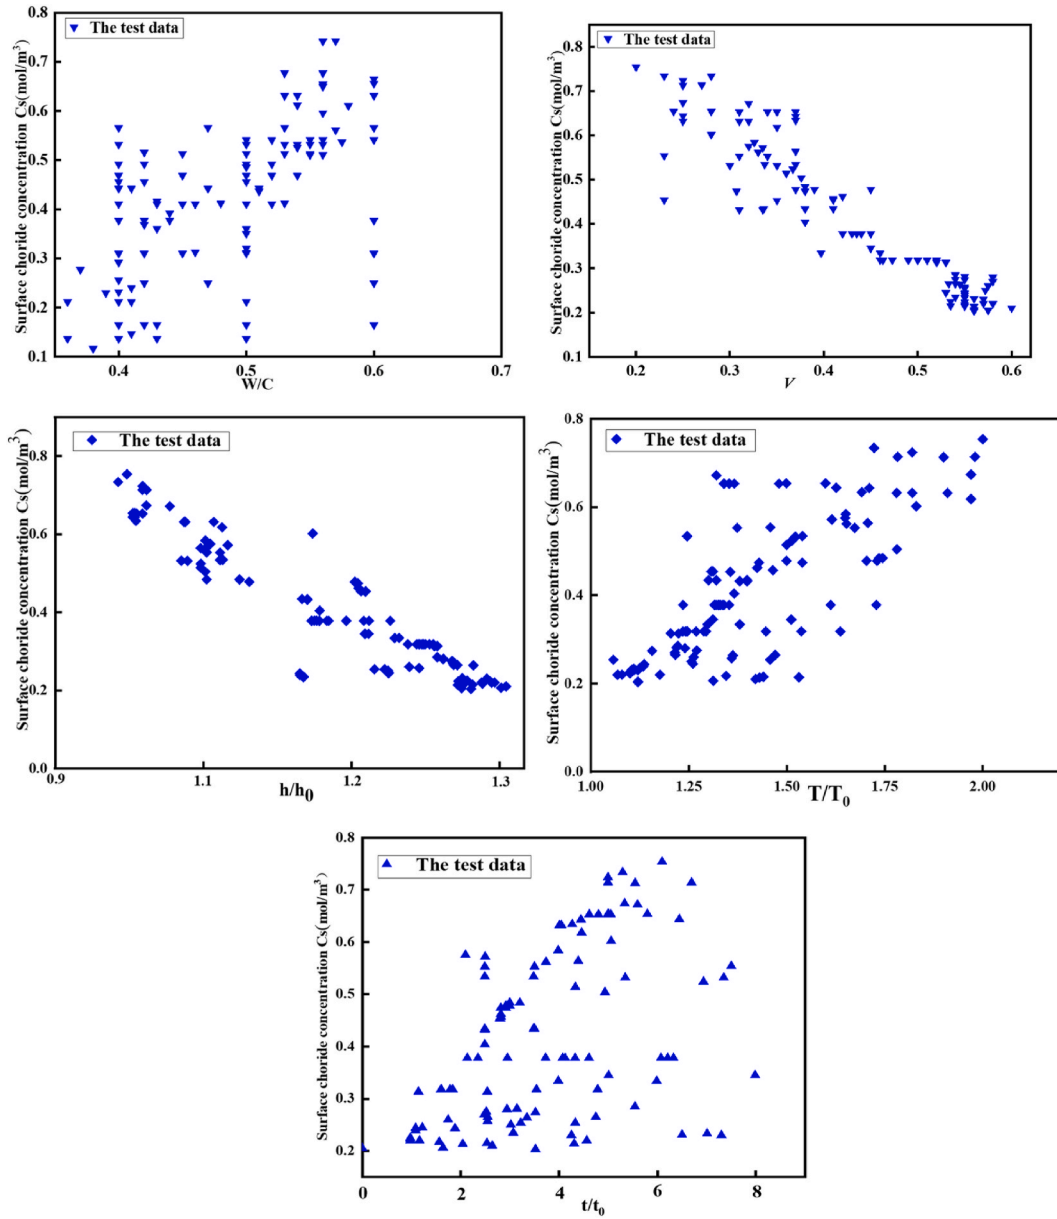 Surface choride concentration Cs(mol/m³)
The test data
0.8
0.7
0.6
0.5
0.4
0.3
0.2
0.1
0.4 0.5 0.6 0.7
W/C
Surface choride concentration Cs(mol/m³)
The test data
0.8
0.7
0.6
0.5
0.4
0.3
0.2
0.1
0.2 0.3 0.4 0.5 0.6
V
Surface choride concentration Cs(mol/m³)
The test data
0.8
0.6
0.4
0.2
0.0
0.9 1.1 1.2 1.3
h/h₀
Surface choride concentration Cs(mol/m³)
The test data
0.8
0.6
0.4
0.2
0.0
1.00 1.25 1.50 1.75 2.00
T/T₀
Surface choride concentration Cs(mol/m³)
The test data
0.8
0.7
0.6
0.5
0.4
0.3
0.2
0 2 4 6 8
t/t₀